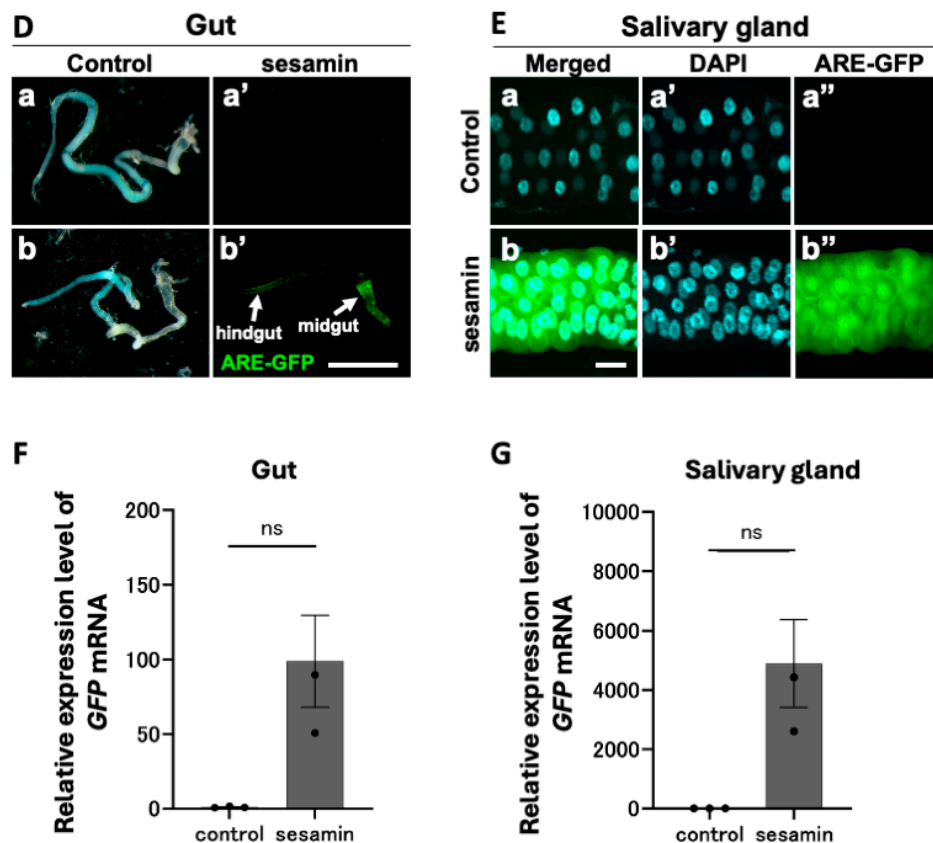 D Gut
Control sesamin
a a'
b b'
hindgut midgut
ARE-GFP
E Salivary gland
Merged DAPI ARE-GFP
Control
a a' a"
sesamin
b b' b"
F
Gut
Relative expression level of
GFP mRNA
200
150
100
50
0
ns
control sesamin
G
Salivary gland
Relative expression level of
GFP mRNA
10000
8000
6000
4000
2000
0
ns
control sesamin